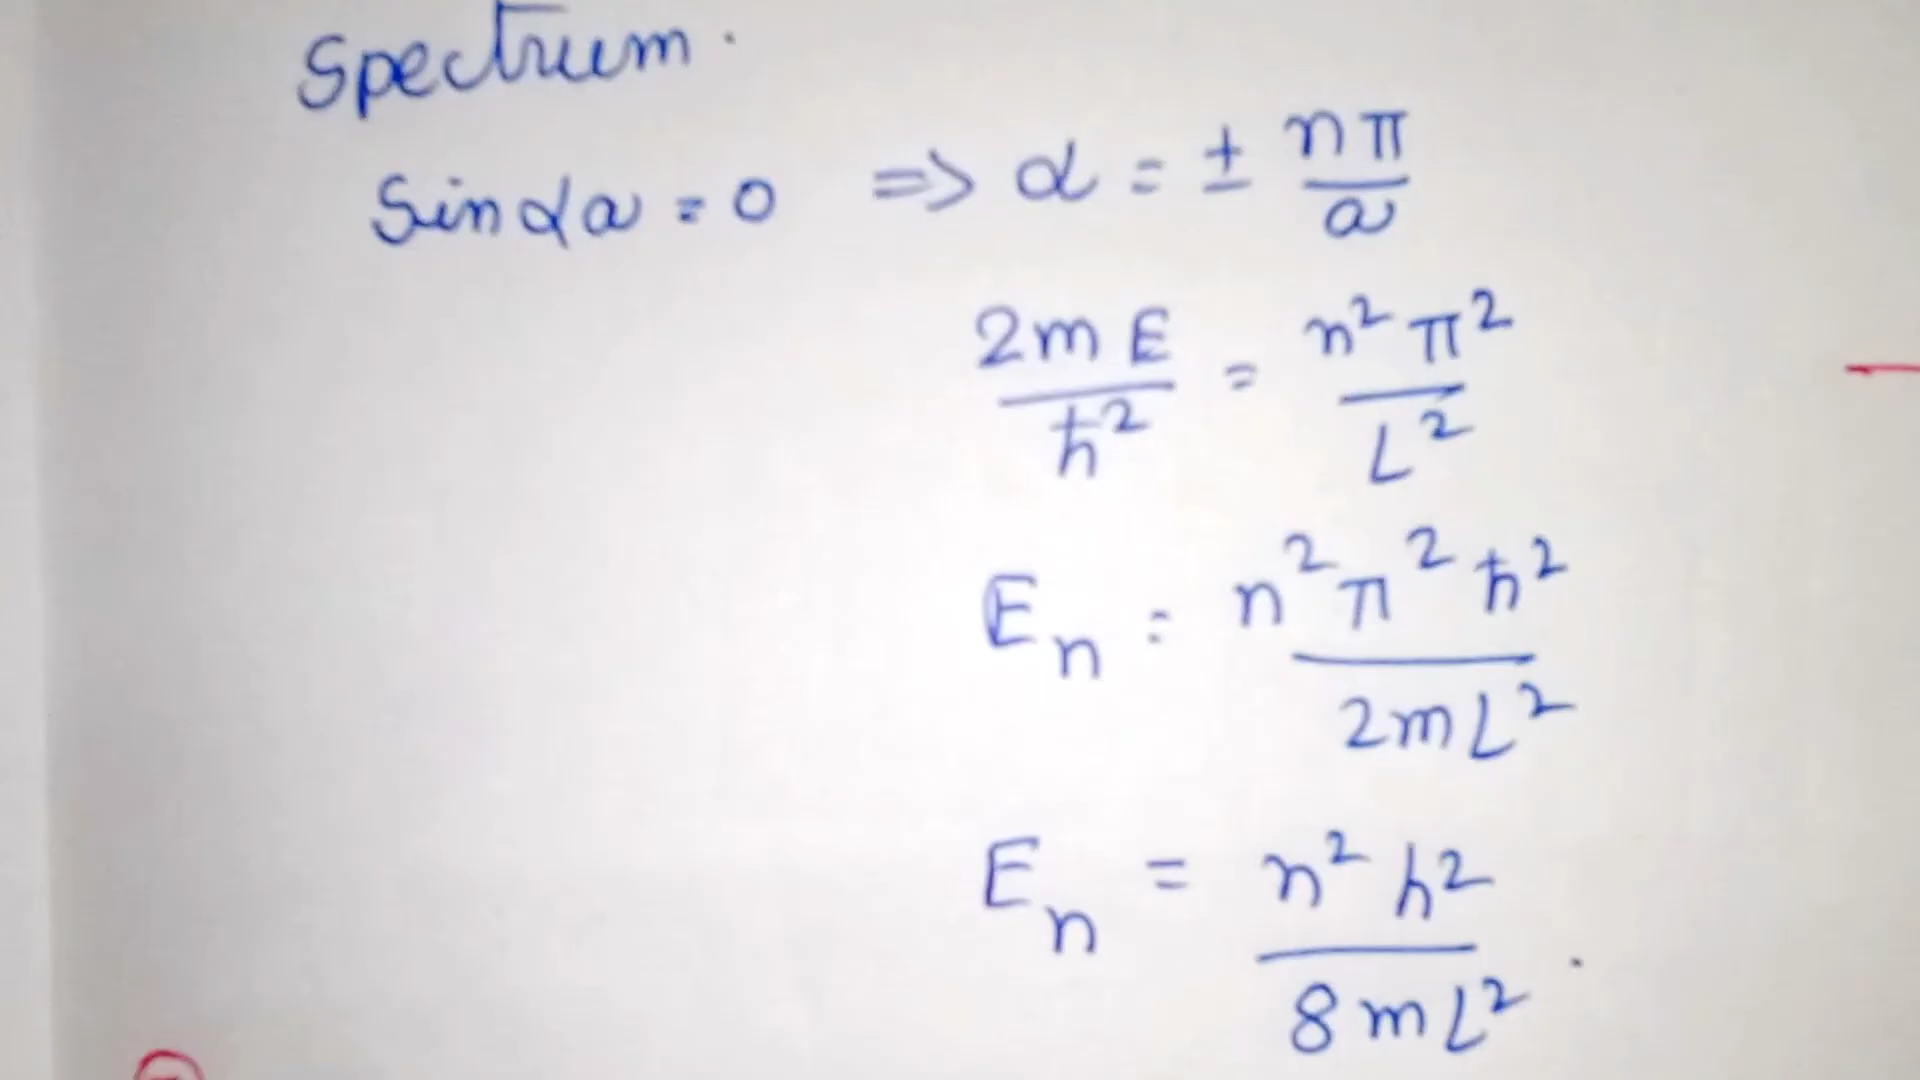 Spectrum.
Sin αa = 0 => α = ± nπ/a
2mE/ħ² = n²π²/L²
Eₙ = n²π²ħ²/2mL²
Eₙ = n²h²/8mL².